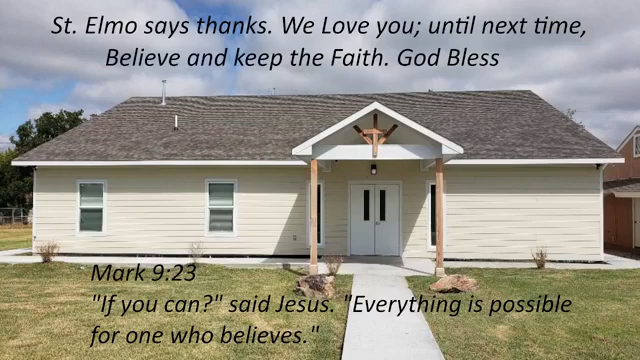 St. Elmo says thanks. We Love you; until next time,
Believe and keep the Faith. God Bless
Mark 9:23
"If you can?" said Jesus. "Everything is possible
for one who believes."